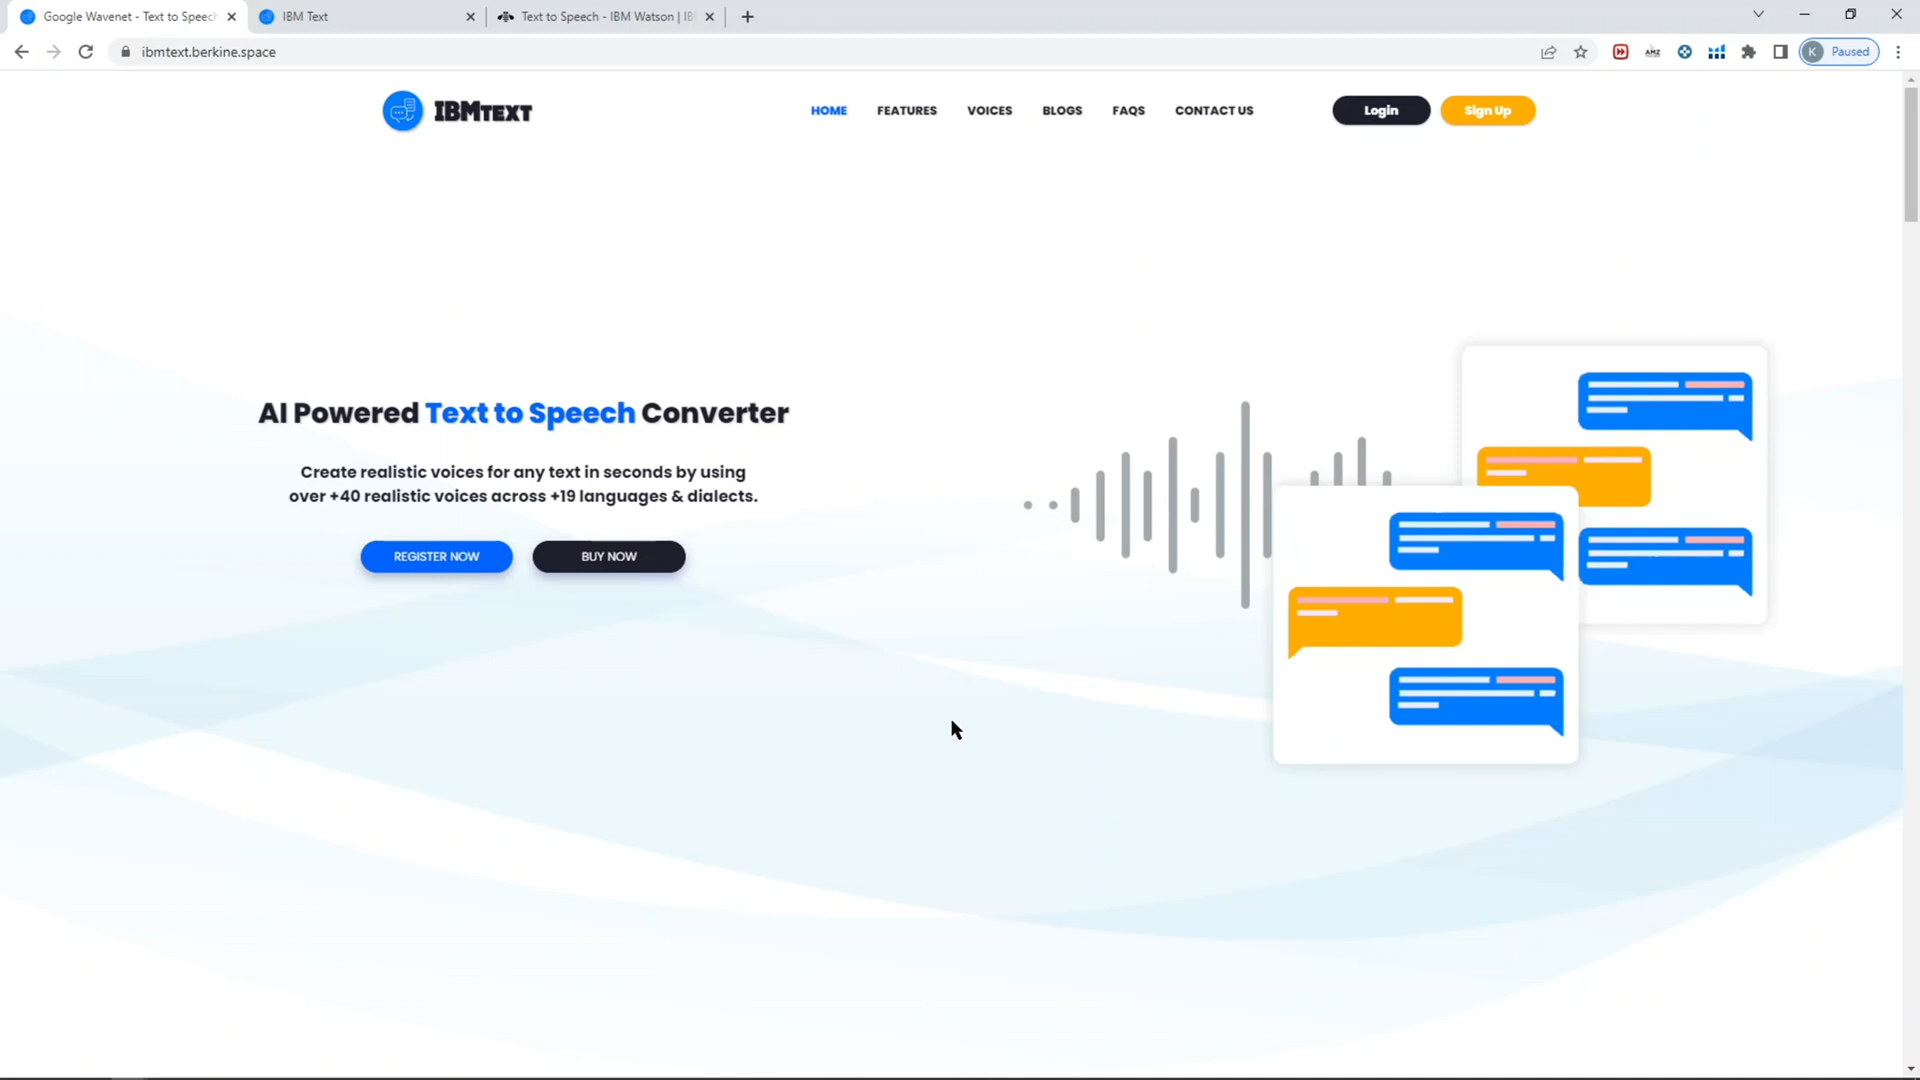 Google Wavenet - Text to Speech
IBM Text
Text to Speech - IBM Watson | IB
ibmtext.berkine.space
AMZ
K
Paused
IBMTEXT
HOME
FEATURES
VOICES
BLOGS
FAQS
CONTACT US
Login
Sign Up
AI Powered Text to Speech Converter
Create realistic voices for any text in seconds by using
over +40 realistic voices across +19 languages & dialects.
REGISTER NOW
BUY NOW